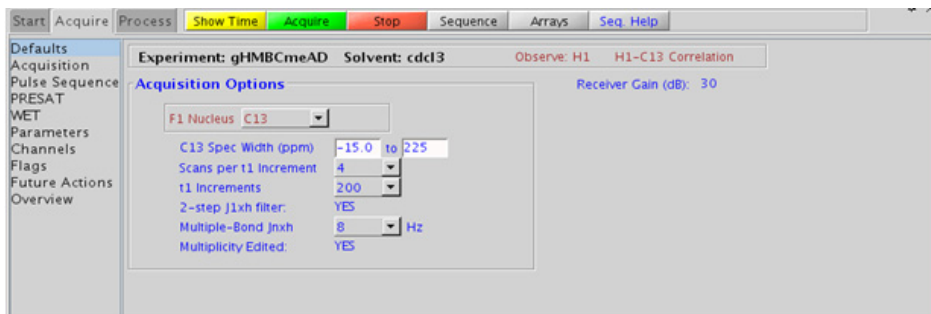 Start Acquire Process Show Time Acquire Stop Sequence Arrays Seq. Help
Defaults
Acquisition
Pulse Sequence
PRESAT
WET
Parameters
Channels
Flags
Future Actions
Overview
Experiment: gHMBCmeAD Solvent: cdcl3 Observe: H1 H1-C13 Correlation
Acquisition Options
Receiver Gain (dB): 30
F1 Nucleus C13
C13 Spec Width (ppm) -15.0 to 225
Scans per t1 Increment 4
t1 Increments 200
2-step J1xh filter: YES
Multiple-Bond Jnxh 8 Hz
Multiplicity Edited: YES